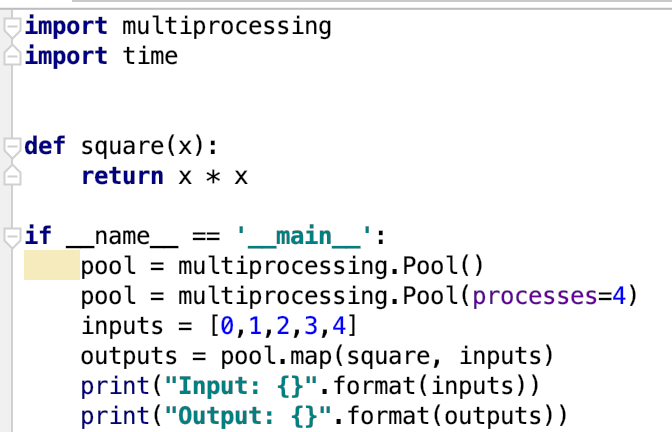 import multiprocessing
import time
def square(x):
    return x * x
if __name__ == '__main__':
    pool = multiprocessing.Pool()
    pool = multiprocessing.Pool(processes=4)
    inputs = [0,1,2,3,4]
    outputs = pool.map(square, inputs)
    print("Input: {}".format(inputs))
    print("Output: {}".format(outputs))